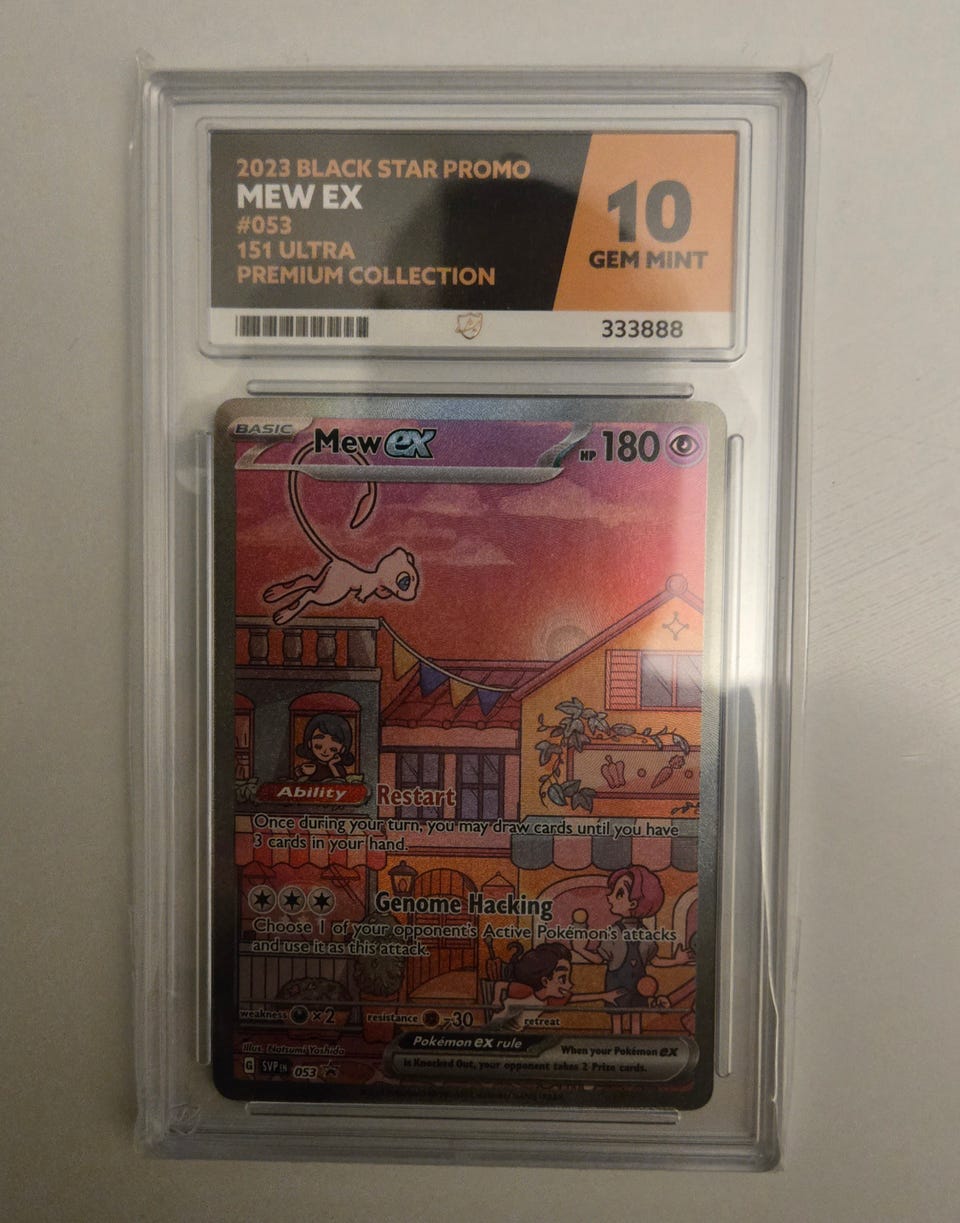 2023 BLACK STAR PROMO
MEW EX
#053
151 ULTRA
PREMIUM COLLECTION
10
GEM MINT
333888
BASIC
Mew ex
HP 180
Ability Restart
Once during your turn, you may draw cards until you have
3 cards in your hand.
Genome Hacking
Choose 1 of your opponent's Active Pokémon's attacks
and use it as this attack.
weakness ×2 resistance -30 retreat
Illus. Natsumi Yoshida
Pokémon ex rule
When your Pokémon ex
is Knocked Out, your opponent takes 2 Prize cards.
G SVP EN 053